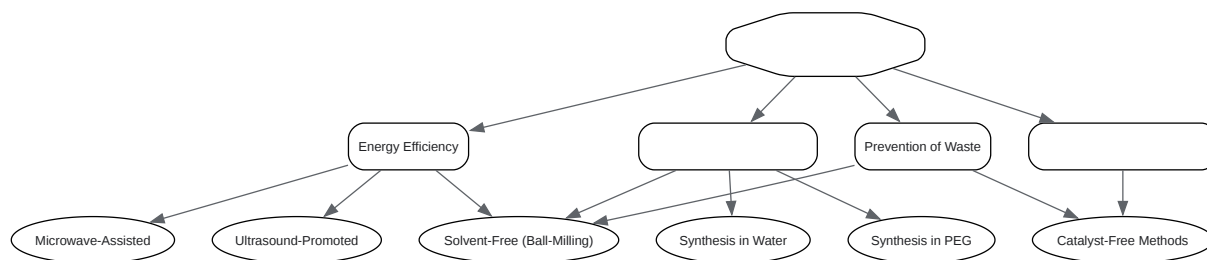 Energy Efficiency
Prevention of Waste
Microwave-Assisted
Ultrasound-Promoted
Solvent-Free (Ball-Milling)
Synthesis in Water
Synthesis in PEG
Catalyst-Free Methods